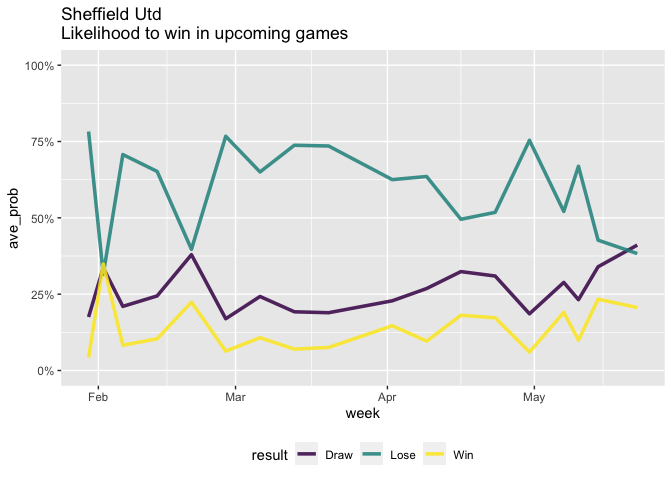 Sheffield Utd
Likelihood to win in upcoming games
100%
75%
50%
25%
0%
ave_prob
Feb Mar Apr May
week
result Draw Lose Win